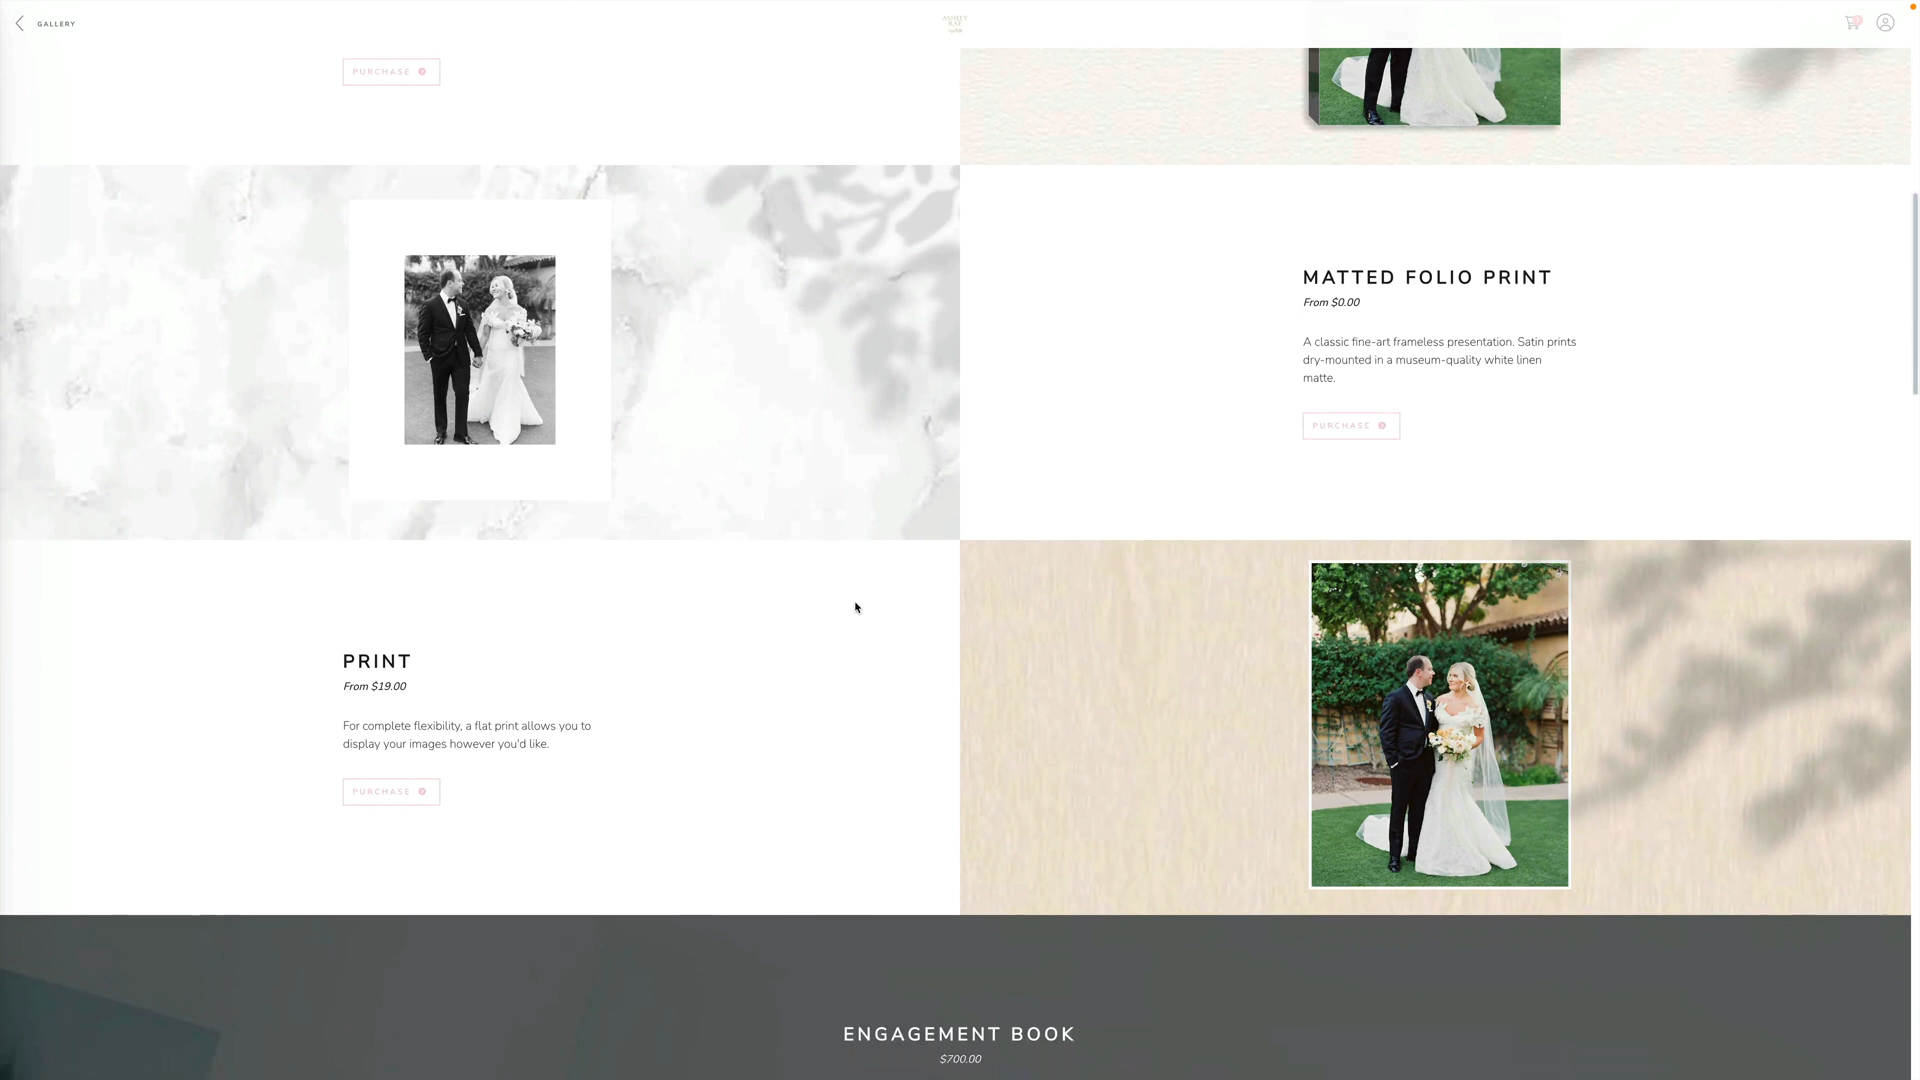 GALLERY
ASHLEY
RAE
PURCHASE
MATTED FOLIO PRINT
From $0.00
A classic fine-art frameless presentation. Satin prints
dry-mounted in a museum-quality white linen
matte.
PURCHASE
PRINT
From $19.00
For complete flexibility, a flat print allows you to
display your images however you'd like.
PURCHASE
ENGAGEMENT BOOK
$700.00